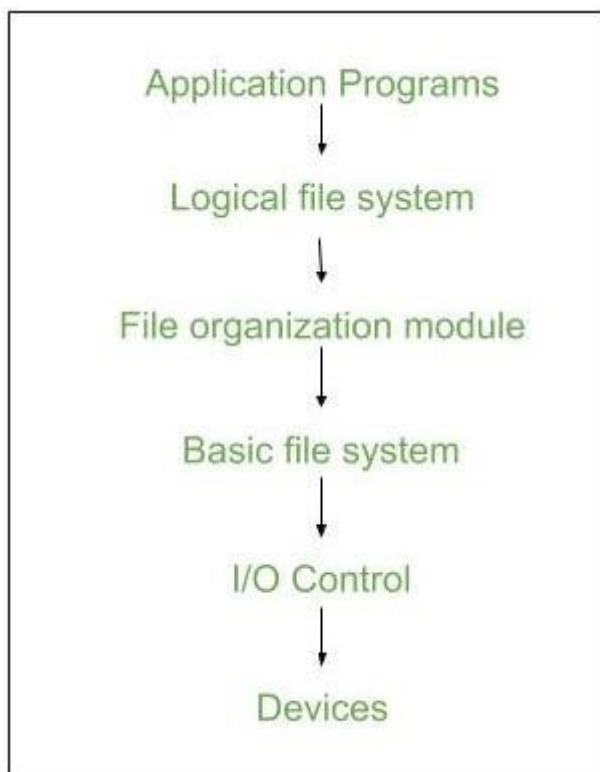 Application Programs
Logical file system
File organization module
Basic file system
I/O Control
Devices